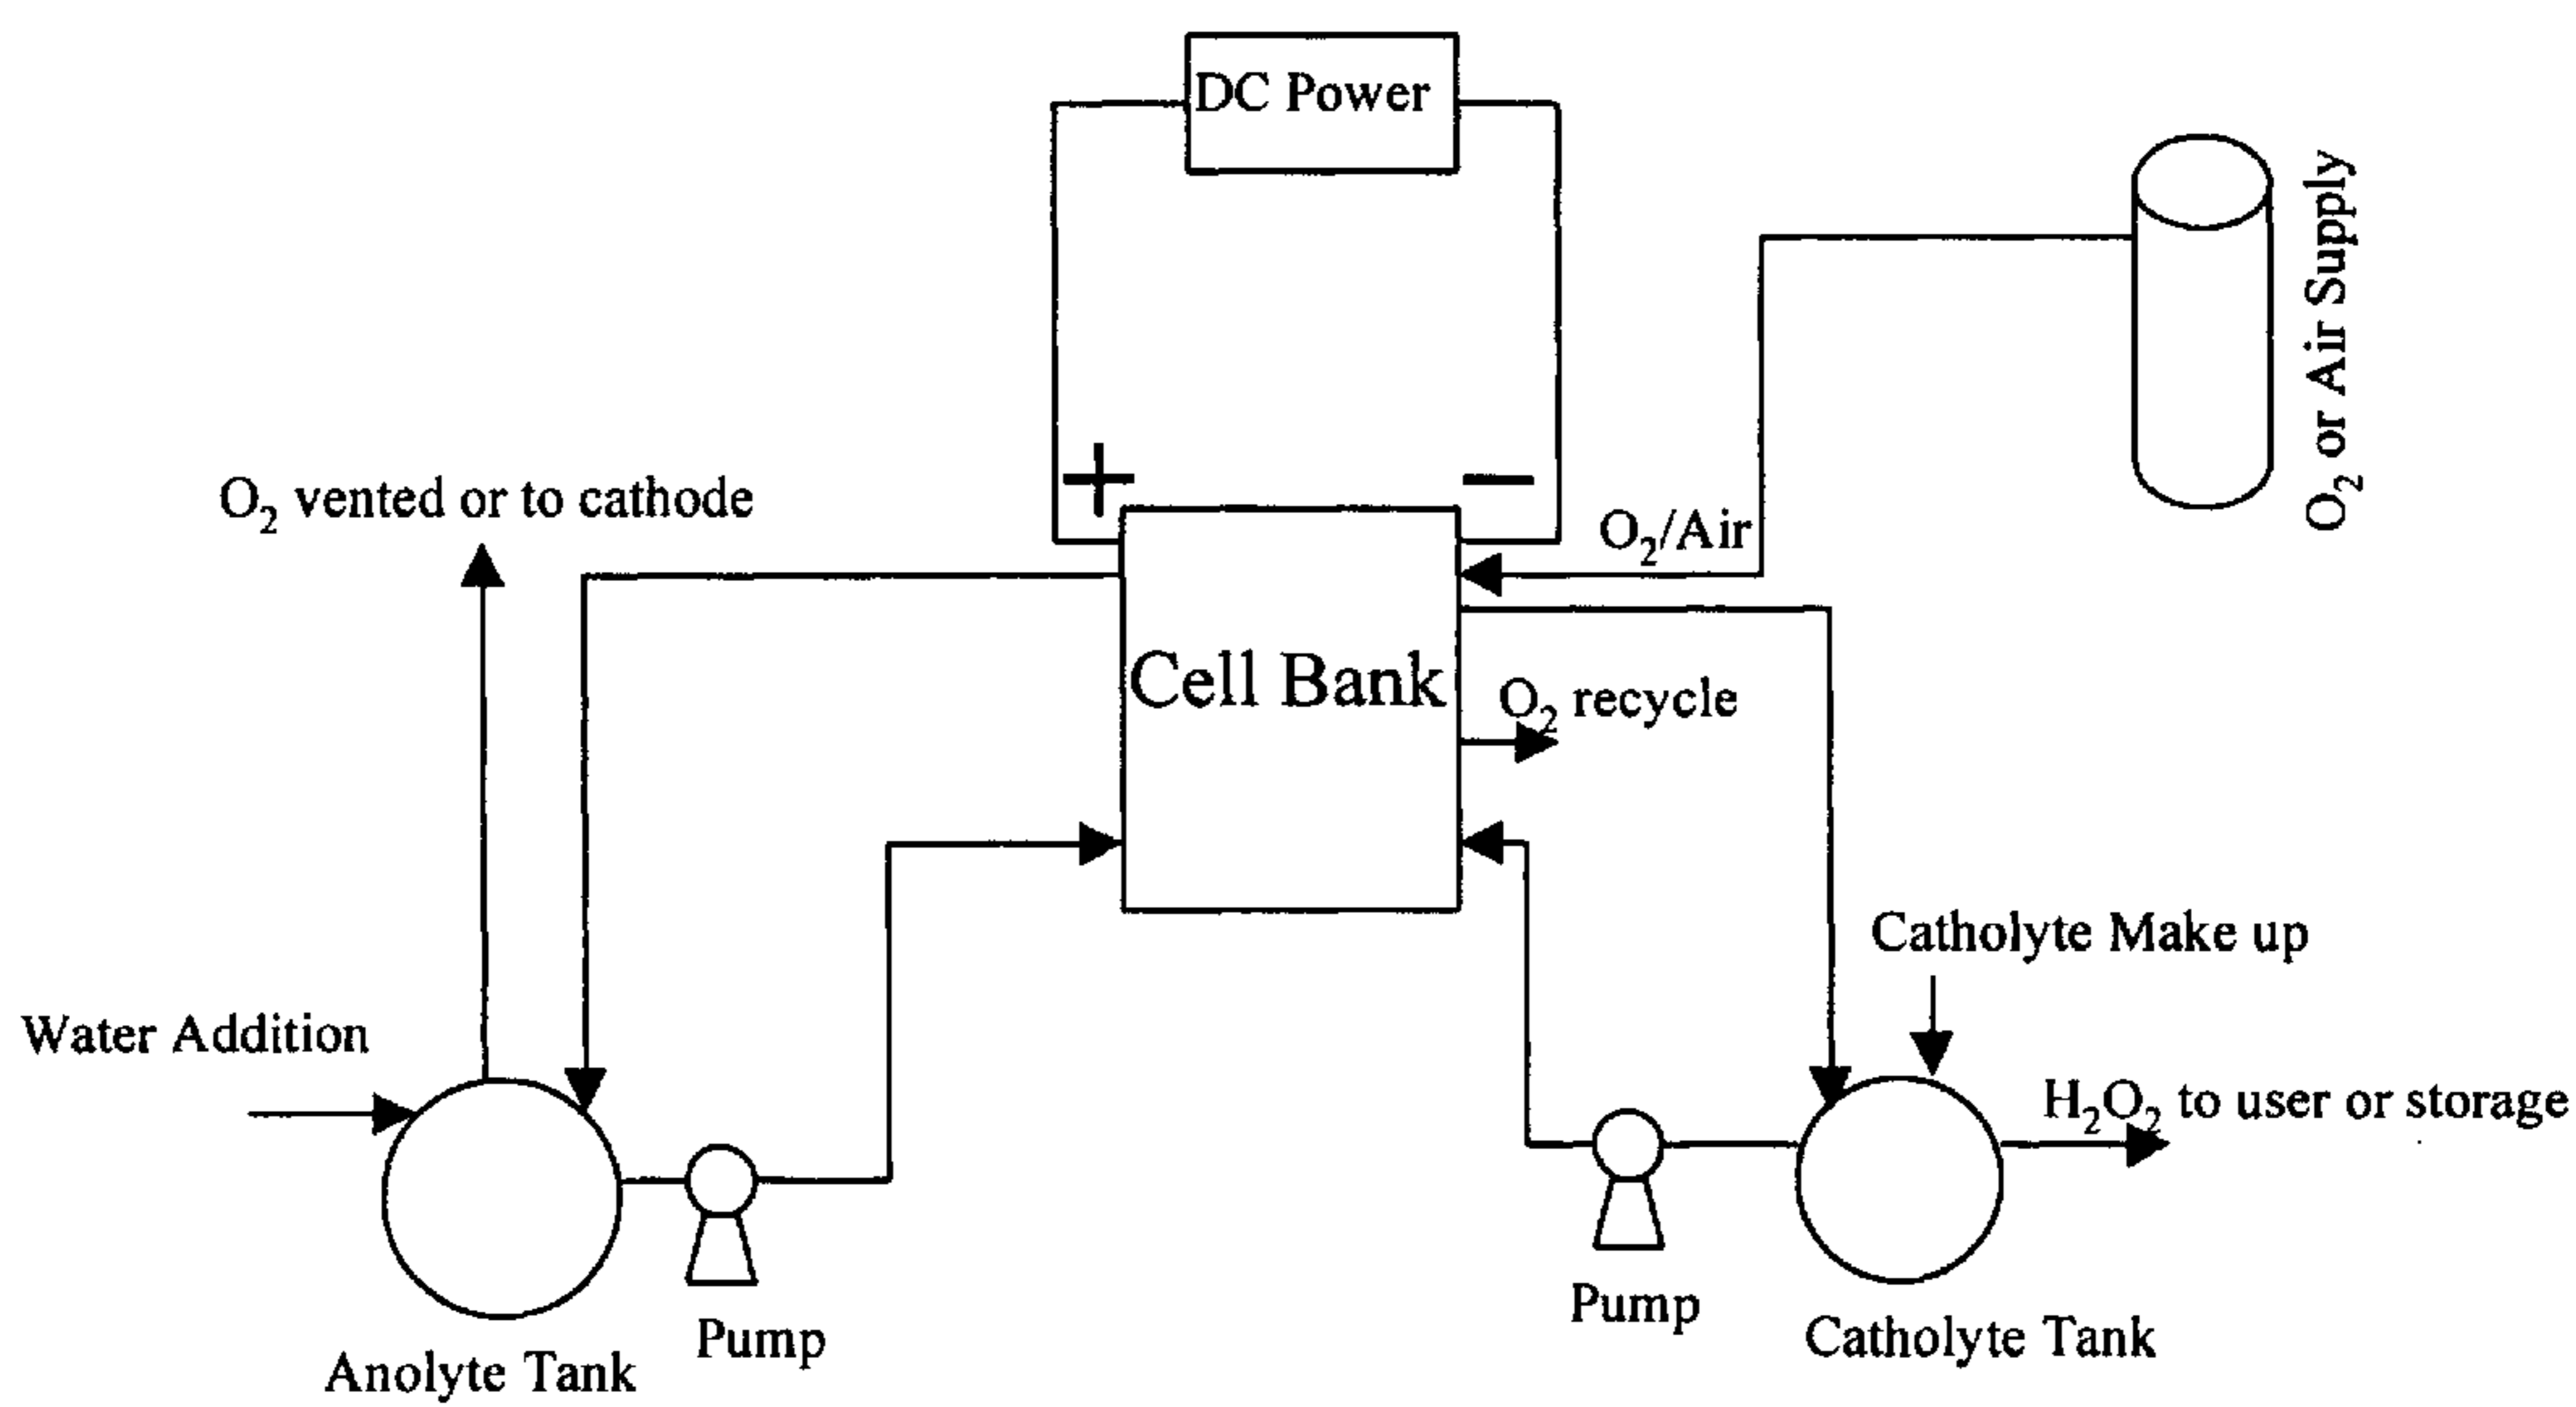 DC Power
O₂ or Air Supply
+
−
O₂ vented or to cathode
O₂/Air
Cell Bank
O₂ recycle
Catholyte Make up
Water Addition
H₂O₂ to user or storage
Pump
Pump
Catholyte Tank
Anolyte Tank